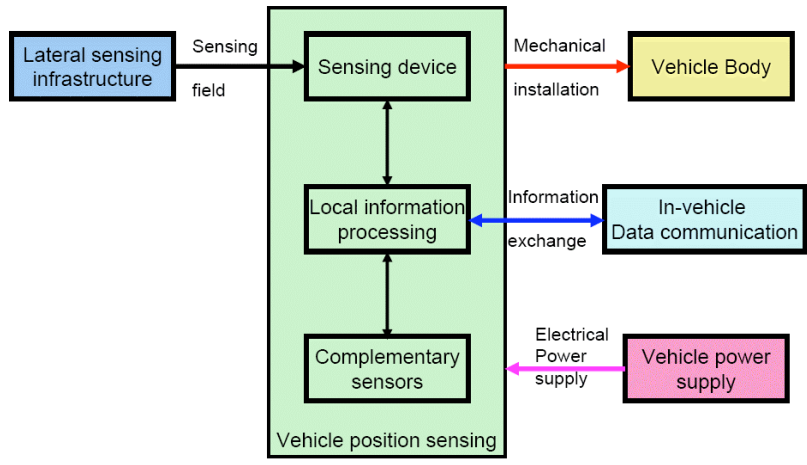 Lateral sensing
infrastructure
Sensing
field
Sensing device
Mechanical
installation
Vehicle Body
Local information
processing
Information
exchange
In-vehicle
Data communication
Complementary
sensors
Electrical
Power
supply
Vehicle power
supply
Vehicle position sensing